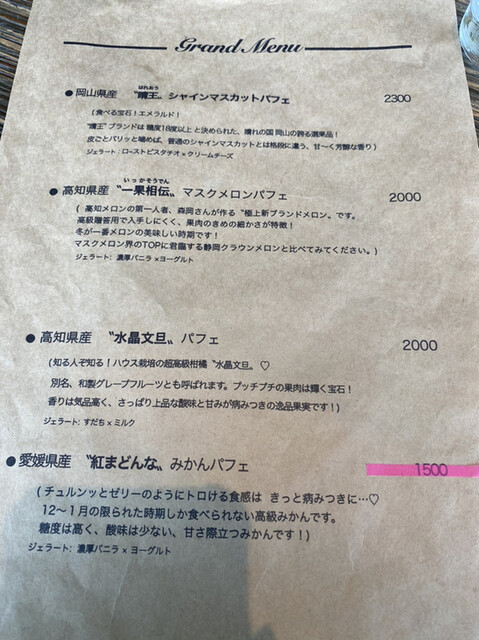 Grand Menu
● 岡山県産 〝晴王〟 シャインマスカットパフェ 2300
はれおう
(食べる宝石!エメラルド!
〝晴王〟ブランドは 糖度18度以上 と決められた、晴れの国 岡山の誇る選果品!
皮ごとパリッと噛めば、普通のシャインマスカットとは格段に違う、甘〜く芳醇な香り)
ジェラート: ローストピスタチオ×クリームチーズ
いっかそうでん
● 高知県産 〝一果相伝〟 マスクメロンパフェ 2000
( 高知メロンの第一人者、森岡さんが作る〝極上新ブランドメロン〟です。
高級贈答用で入手しにくく、果肉のきめの細かさが特徴!
冬が一番メロンの美味しい時期です!
マスクメロン界のTOPに君臨する静岡クラウンメロンと比べてみてください。)
ジェラート: 濃厚バニラ×ヨーグルト
● 高知県産 〝水晶文旦〟 パフェ 2000
(知る人ぞ知る!ハウス栽培の超高級柑橘〝水晶文旦〟♡
別名、和製グレープフルーツとも呼ばれます。プッチプチの果肉は輝く宝石!
香りは気品高く、さっぱり上品な酸味と甘みが病みつきの逸品果実です!)
ジェラート: すだち×ミルク
● 愛媛県産 〝紅まどんな〟みかんパフェ 1500
( チュルンッとゼリーのようにトロける食感は きっと病みつきに…♡
12〜1月の限られた時期しか食べられない高級みかんです。
糖度は高く、酸味は少ない、甘さ際立つみかんです!)
ジェラート: 濃厚バニラ×ヨーグルト